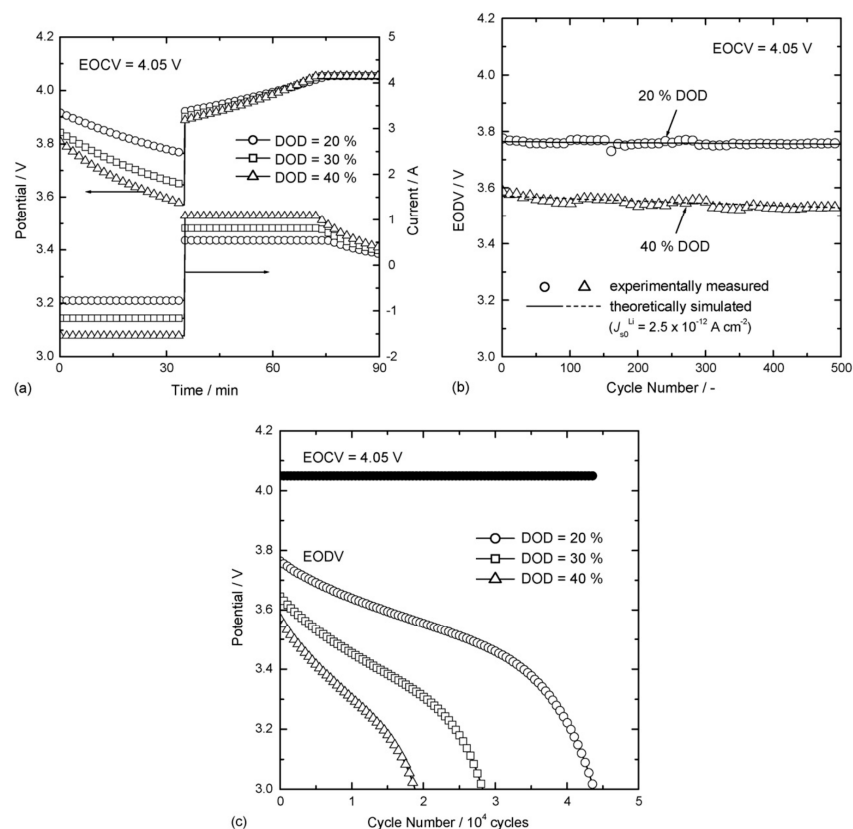 4.2
4.0
3.8
3.6
3.4
3.2
3.0
Potential / V
EOCV = 4.05 V
DOD = 20 %
DOD = 30 %
DOD = 40 %
5
4
3
2
1
0
-1
-2
Current / A
0 30 60 90
Time / min
(a)
4.2
4.0
3.8
3.6
3.4
3.2
3.0
EODV / V
EOCV = 4.05 V
20 % DOD
40 % DOD
experimentally measured
theoretically simulated
(Js0Li = 2.5 x 10-12 A cm-2)
0 100 200 300 400 500
Cycle Number / -
(b)
4.2
4.0
3.8
3.6
3.4
3.2
3.0
Potential / V
EOCV = 4.05 V
EODV
DOD = 20 %
DOD = 30 %
DOD = 40 %
0 1 2 3 4 5
Cycle Number / 104 cycles
(c)